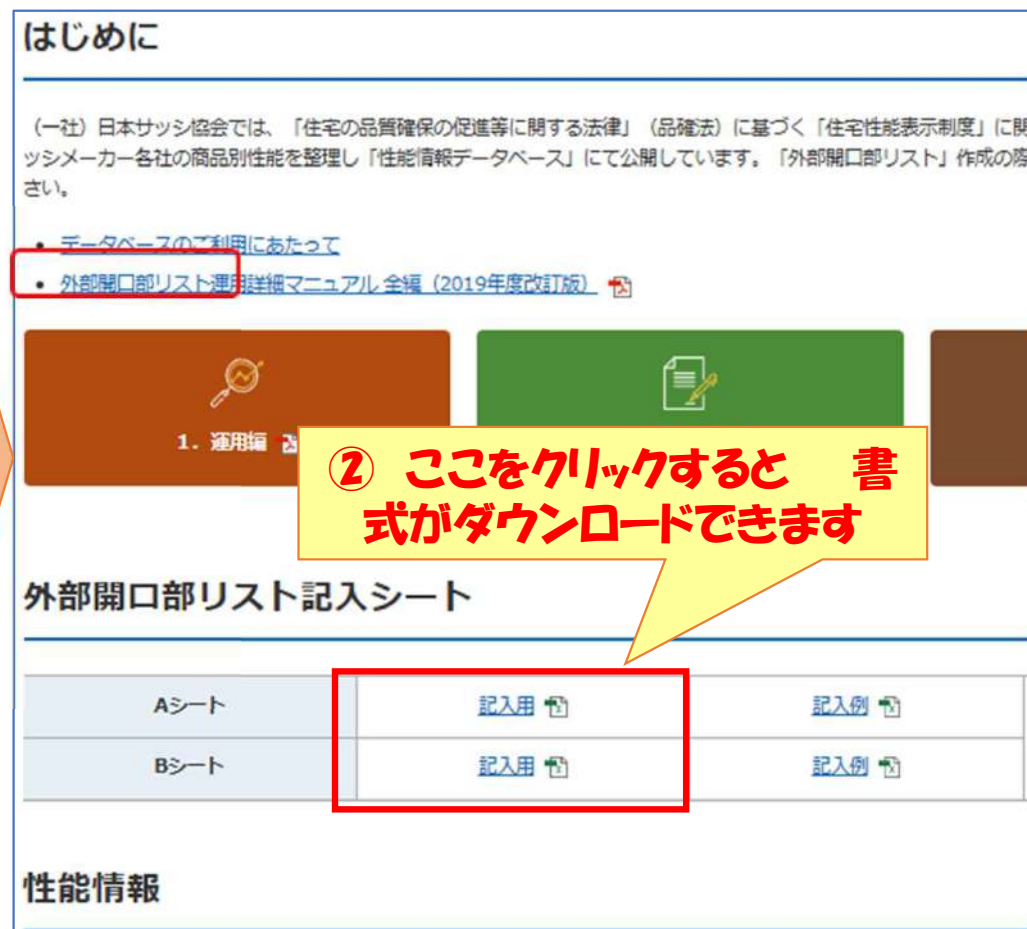 はじめに
（一社）日本サッシ協会では、「住宅の品質確保の促進等に関する法律」（品確法）に基づく「住宅性能表示制度」に関
ッシメーカー各社の商品別性能を整理し「性能情報データベース」にて公開しています。「外部開口部リスト」作成の際
さい。
データベースのご利用にあたって
外部開口部リスト運用詳細マニュアル 全編（2019年度改訂版）
1. 運用編
② ここをクリックすると　書
式がダウンロードできます
外部開口部リスト記入シート
Aシート 記入用 記入例
Bシート 記入用 記入例
性能情報